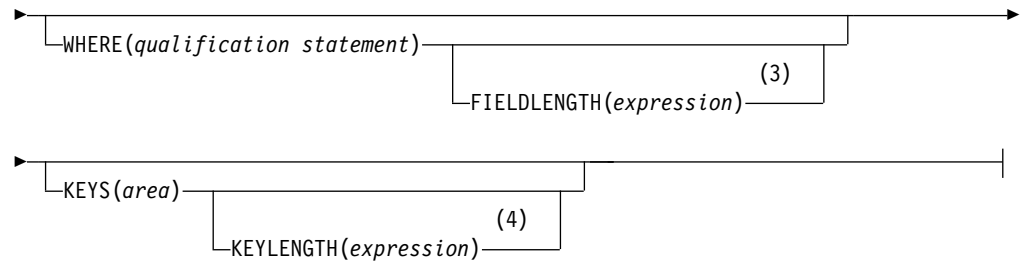 WHERE(qualification statement)
(3)
FIELDLENGTH(expression)
KEYS(area)
(4)
KEYLENGTH(expression)